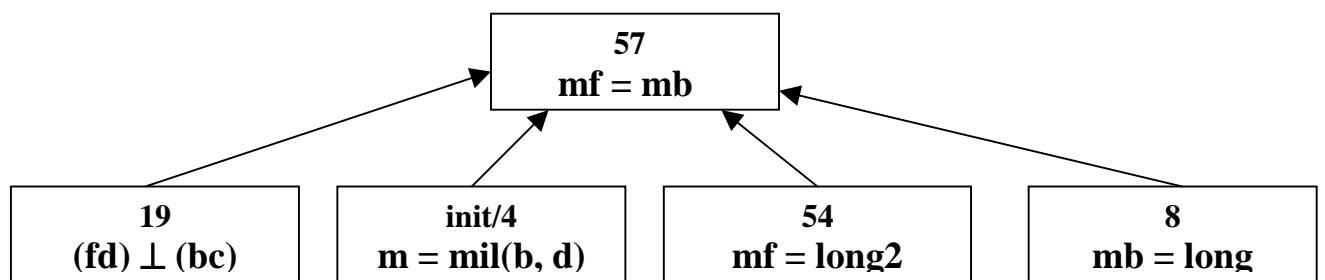 57
mf = mb
19
(fd) ⊥ (bc)
init/4
m = mil(b, d)
54
mf = long2
8
mb = long